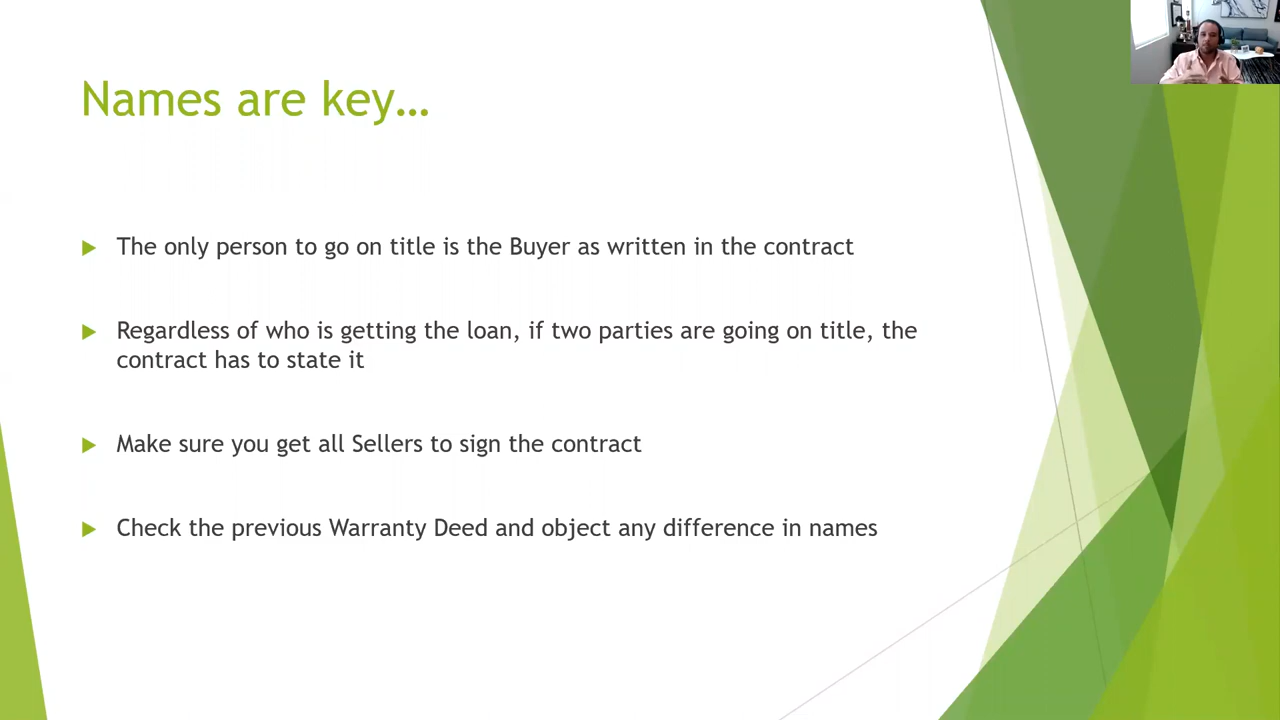 Names are key…
The only person to go on title is the Buyer as written in the contract
Regardless of who is getting the loan, if two parties are going on title, the
contract has to state it
Make sure you get all Sellers to sign the contract
Check the previous Warranty Deed and object any difference in names